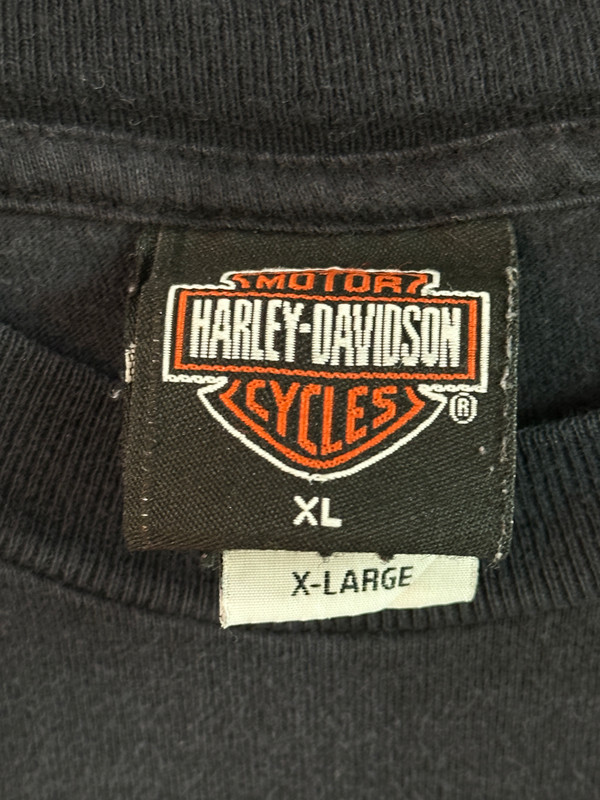 MOTOR
HARLEY-DAVIDSON
CYCLES
®
XL
X-LARGE